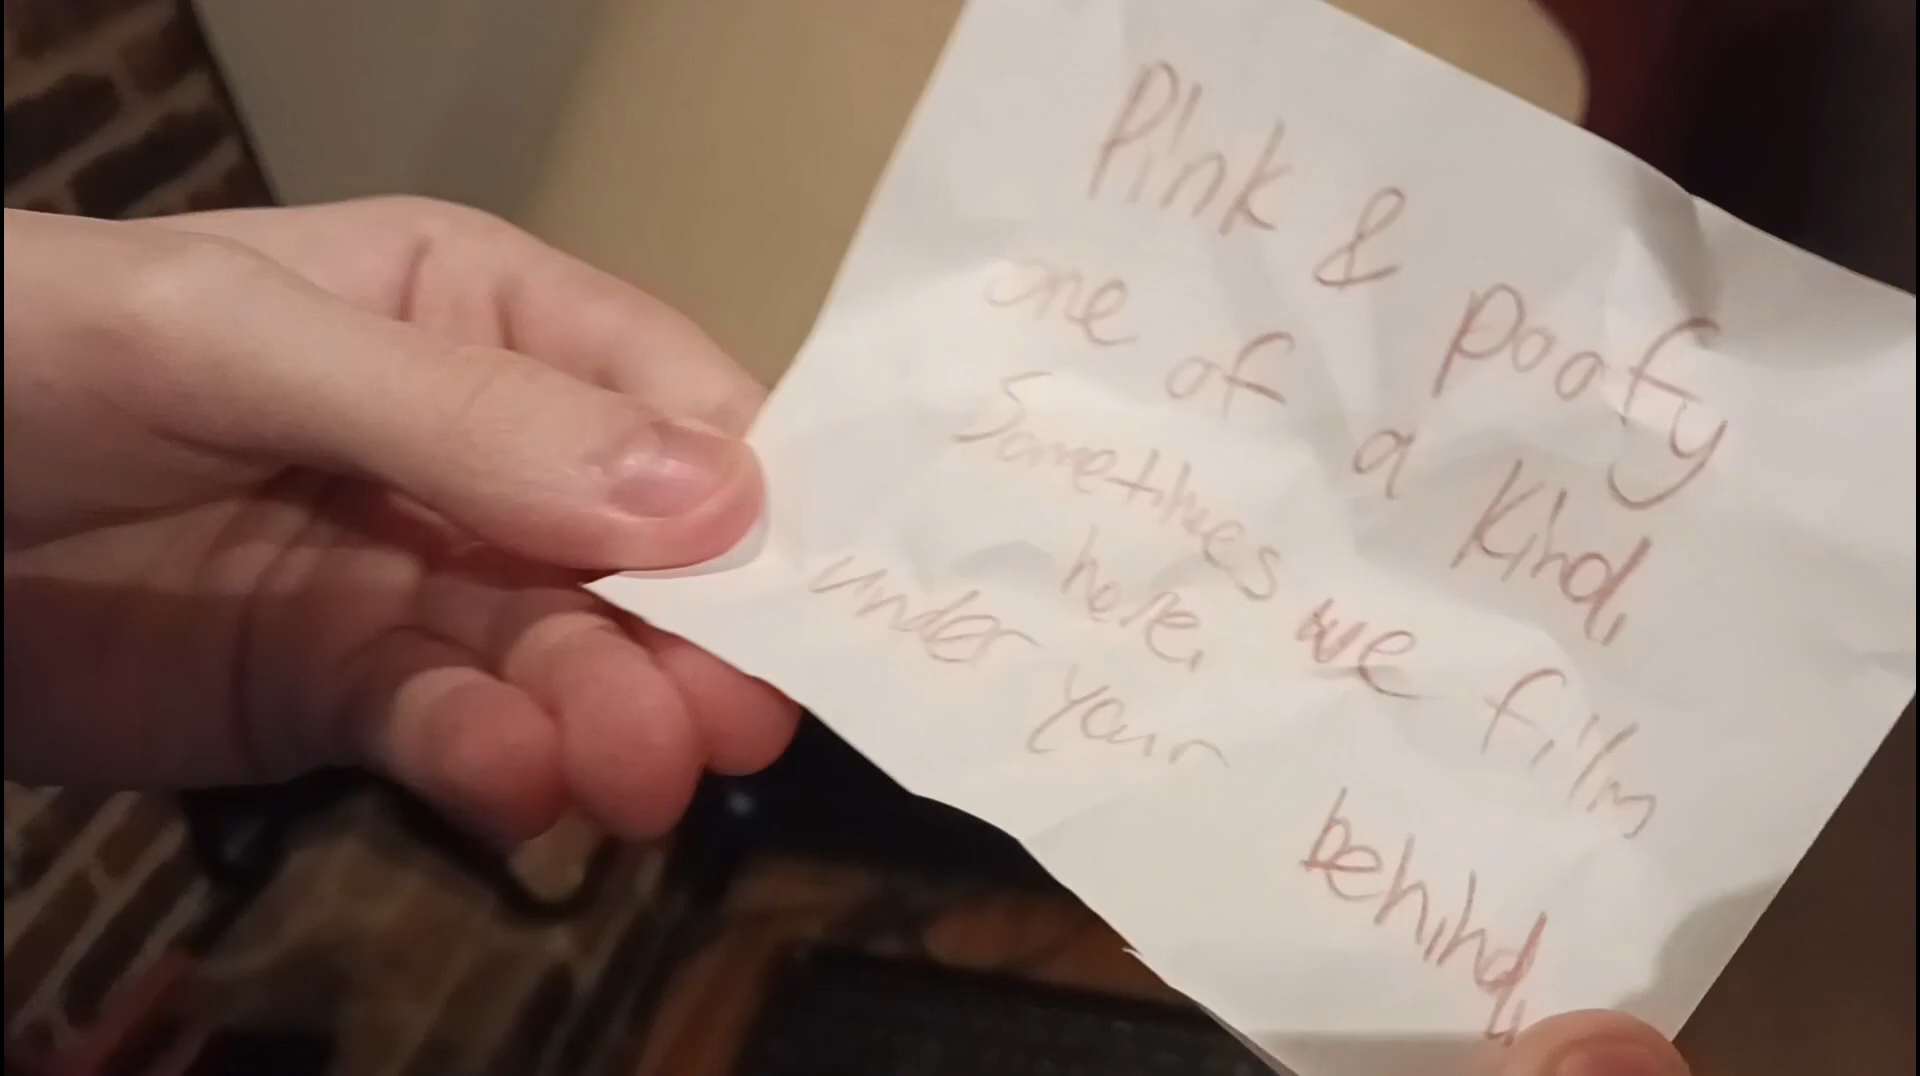 Pink & poofy
one of a kind,
Sometimes we film
here,
under your
behind,